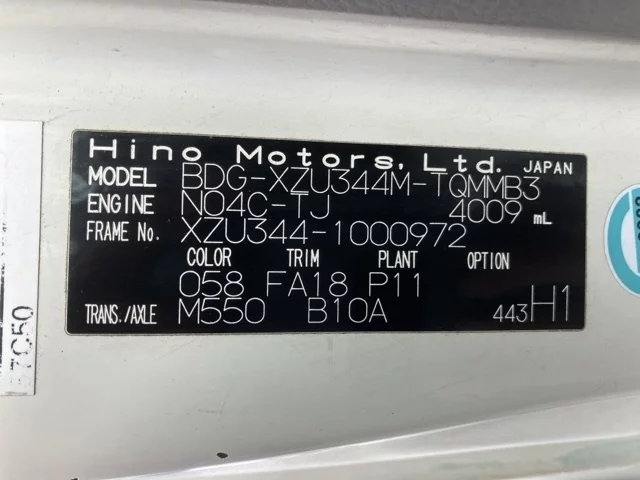 Hino Motors, Ltd. JAPAN
MODEL BDG-XZU344M-TQMMB3
ENGINE N04C-TJ 4009 mL
FRAME No. XZU344-1000972
COLOR TRIM PLANT OPTION
058 FA18 P11
TRANS./AXLE M550 B10A 443H1
7C50